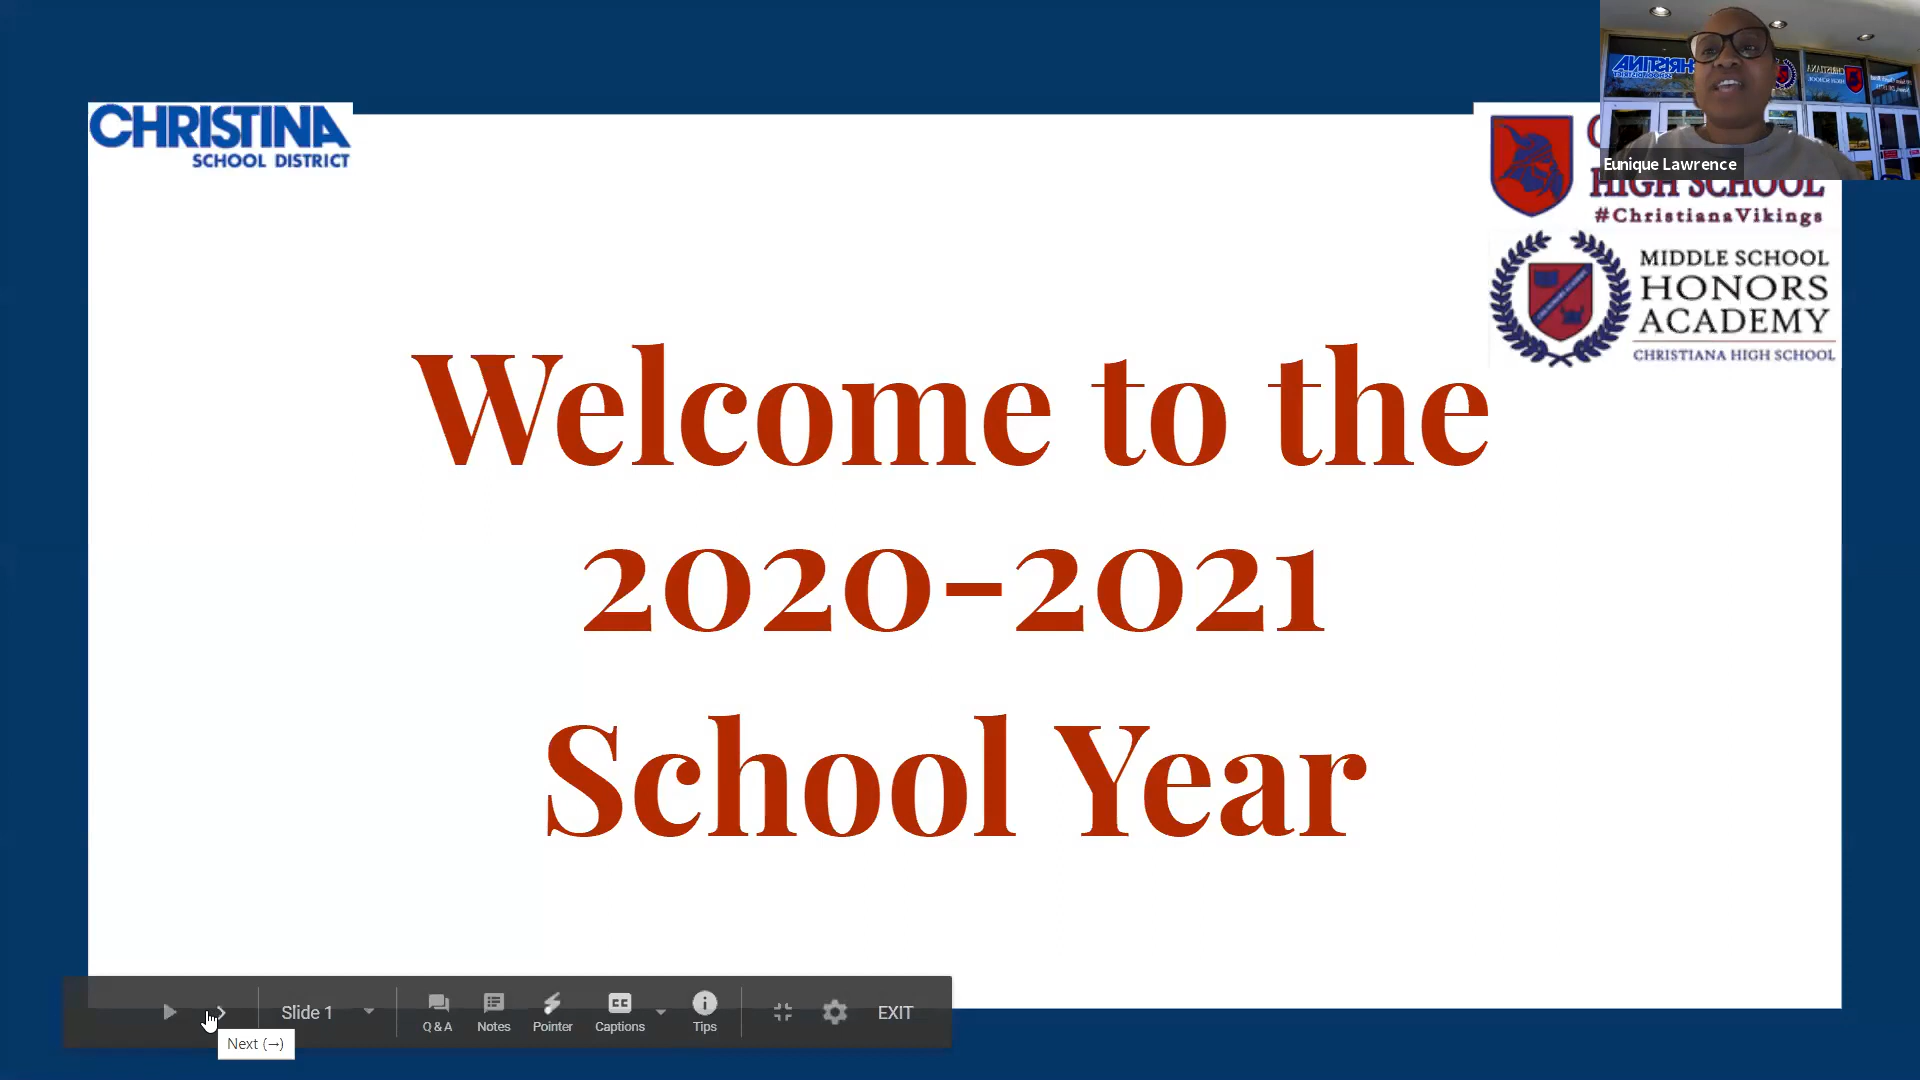 CHRISTINA
SCHOOL DISTRICT
HIGH SCHOOL
#ChristianaVikings
MIDDLE SCHOOL
HONORS
ACADEMY
CHRISTIANA HIGH SCHOOL
Eunique Lawrence
Welcome to the
2020-2021
School Year
Slide 1
Q & A
Notes
Pointer
CC
Captions
Tips
EXIT
Next (→)